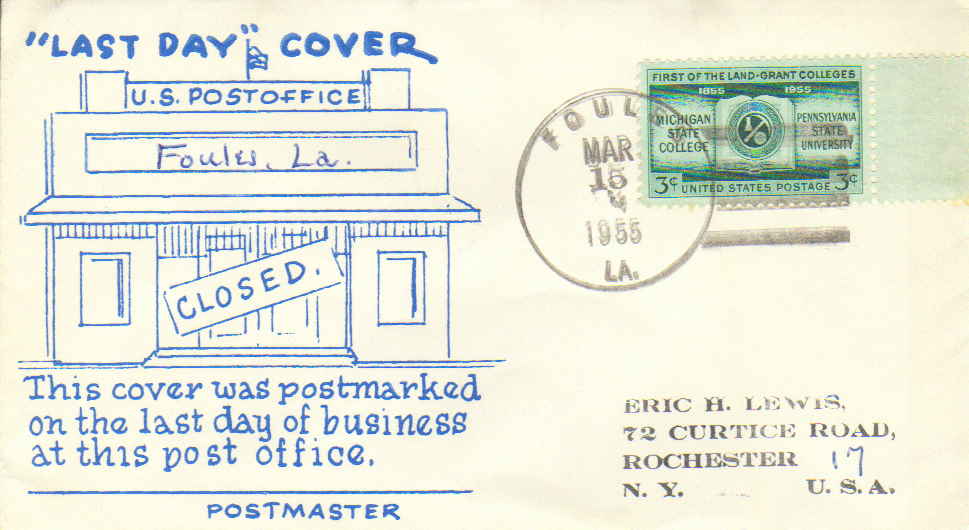 "LAST DAY" COVER
U.S. POSTOFFICE
Foules, La.
CLOSED.
This cover was postmarked
on the last day of business
at this post office.
POSTMASTER
FOUL
MAR
15
1955
LA.
FIRST OF THE LAND-GRANT COLLEGES
1855 1955
MICHIGAN STATE COLLEGE
PENNSYLVANIA STATE UNIVERSITY
3¢ UNITED STATES POSTAGE 3¢
ERIC H. LEWIS,
72 CURTICE ROAD,
ROCHESTER 17
N. Y. U. S. A.